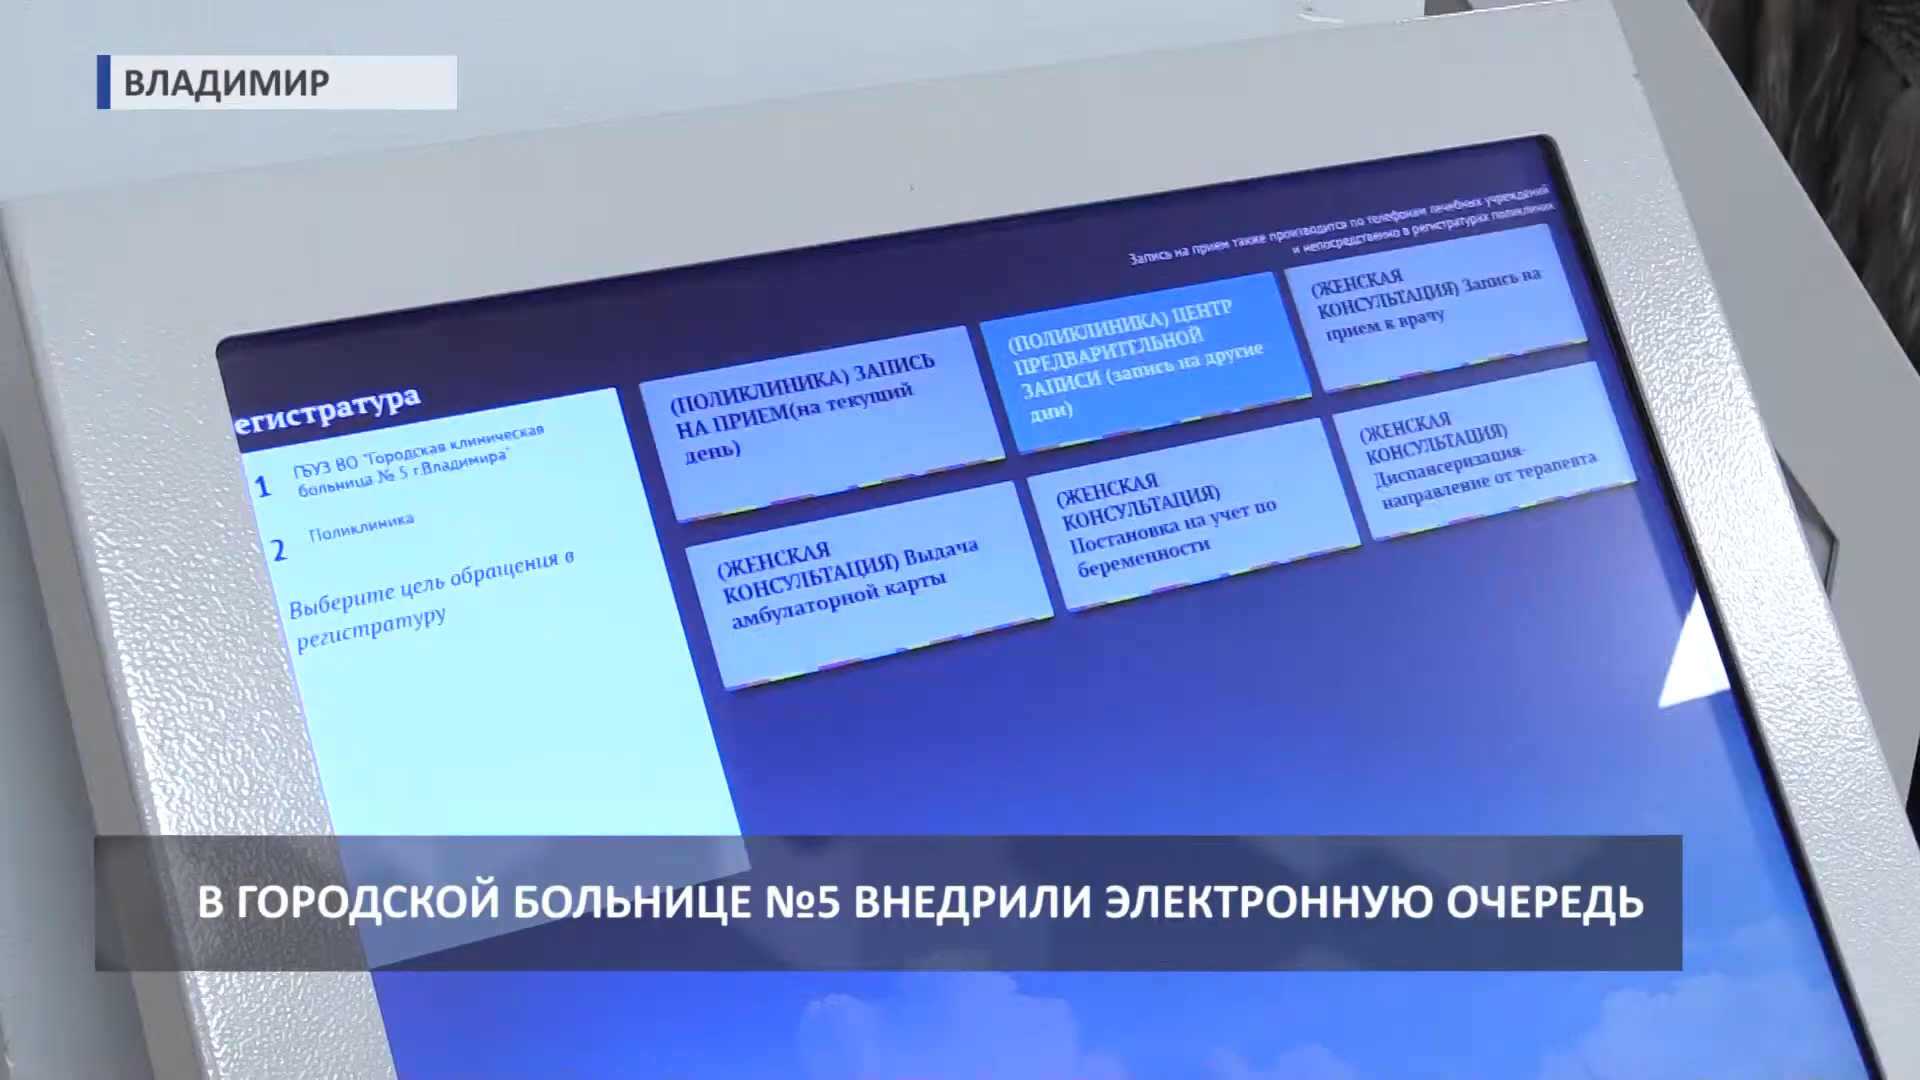 ВЛАДИМИР
Запись на прием также производится по телефонам лечебных учреждений
и непосредственно в регистратурах поликлиник
егистратура
1 ГБУЗ ВО "Городская клиническая
больница № 5 г.Владимира"
2 Поликлиника
Выберите цель обращения в
регистратуру
(ПОЛИКЛИНИКА) ЗАПИСЬ
НА ПРИЕМ(на текущий
день)
(ПОЛИКЛИНИКА) ЦЕНТР
ПРЕДВАРИТЕЛЬНОЙ
ЗАПИСИ (запись на другие
дни)
(ЖЕНСКАЯ
КОНСУЛЬТАЦИЯ) Запись на
прием к врачу
(ЖЕНСКАЯ
КОНСУЛЬТАЦИЯ) Выдача
амбулаторной карты
(ЖЕНСКАЯ
КОНСУЛЬТАЦИЯ)
Постановка на учет по
беременности
(ЖЕНСКАЯ
КОНСУЛЬТАЦИЯ)
Диспансеризация-
направление от терапевта
В ГОРОДСКОЙ БОЛЬНИЦЕ №5 ВНЕДРИЛИ ЭЛЕКТРОННУЮ ОЧЕРЕДЬ